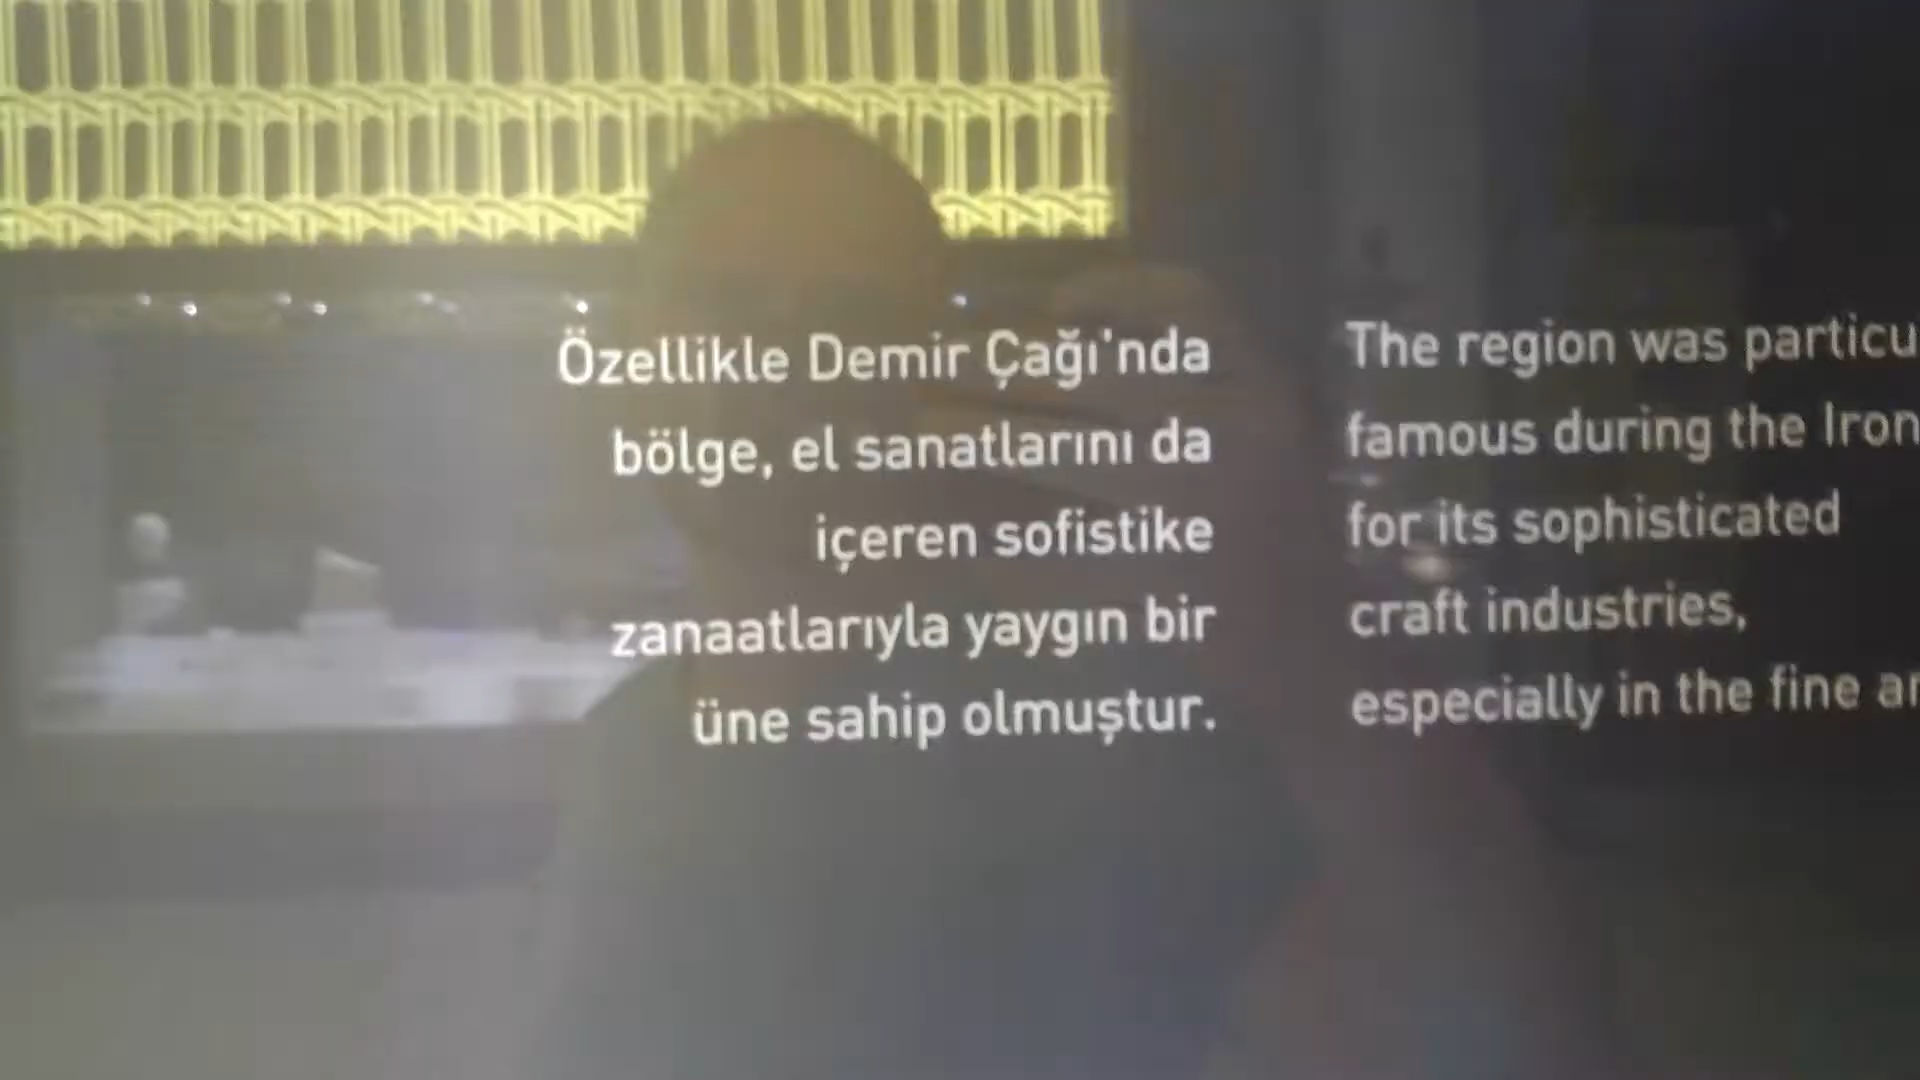 Özellikle Demir Çağı'nda
bölge, el sanatlarını da
içeren sofistike
zanaatlarıyla yaygın bir
üne sahip olmuştur.
The region was
famous during the Iron
for its sophisticated
craft industries,
especially in the fine